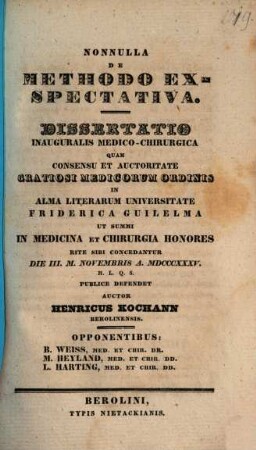 NONNULLA
DE
METHODO EX-
SPECTATIVA.
DISSERTATIO
INAUGURALIS MEDICO-CHIRURGICA
QUAM
CONSENSU ET AUCTORITATE
GRATIOSI MEDICORUM ORDINIS
IN
ALMA LITERARUM UNIVERSITATE
FRIDERICA GUILELMA
UT SUMMI
IN MEDICINA ET CHIRURGIA HONORES
RITE SIBI CONCEDANTUR
DIE III. M. NOVEMBRIS A. MDCCCXXXV.
H. L. Q. S.
PUBLICE DEFENDET
AUCTOR
HENRICUS KOCHANN
BEROLINENSIS.
OPPONENTIBUS:
B. WEISS, MED. ET CHIR. DR.
M. HEYLAND, MED. ET CHIR. DD.
L. HARTING, MED. ET CHIR. DD.
BEROLINI,
TYPIS NIETACKIANIS.